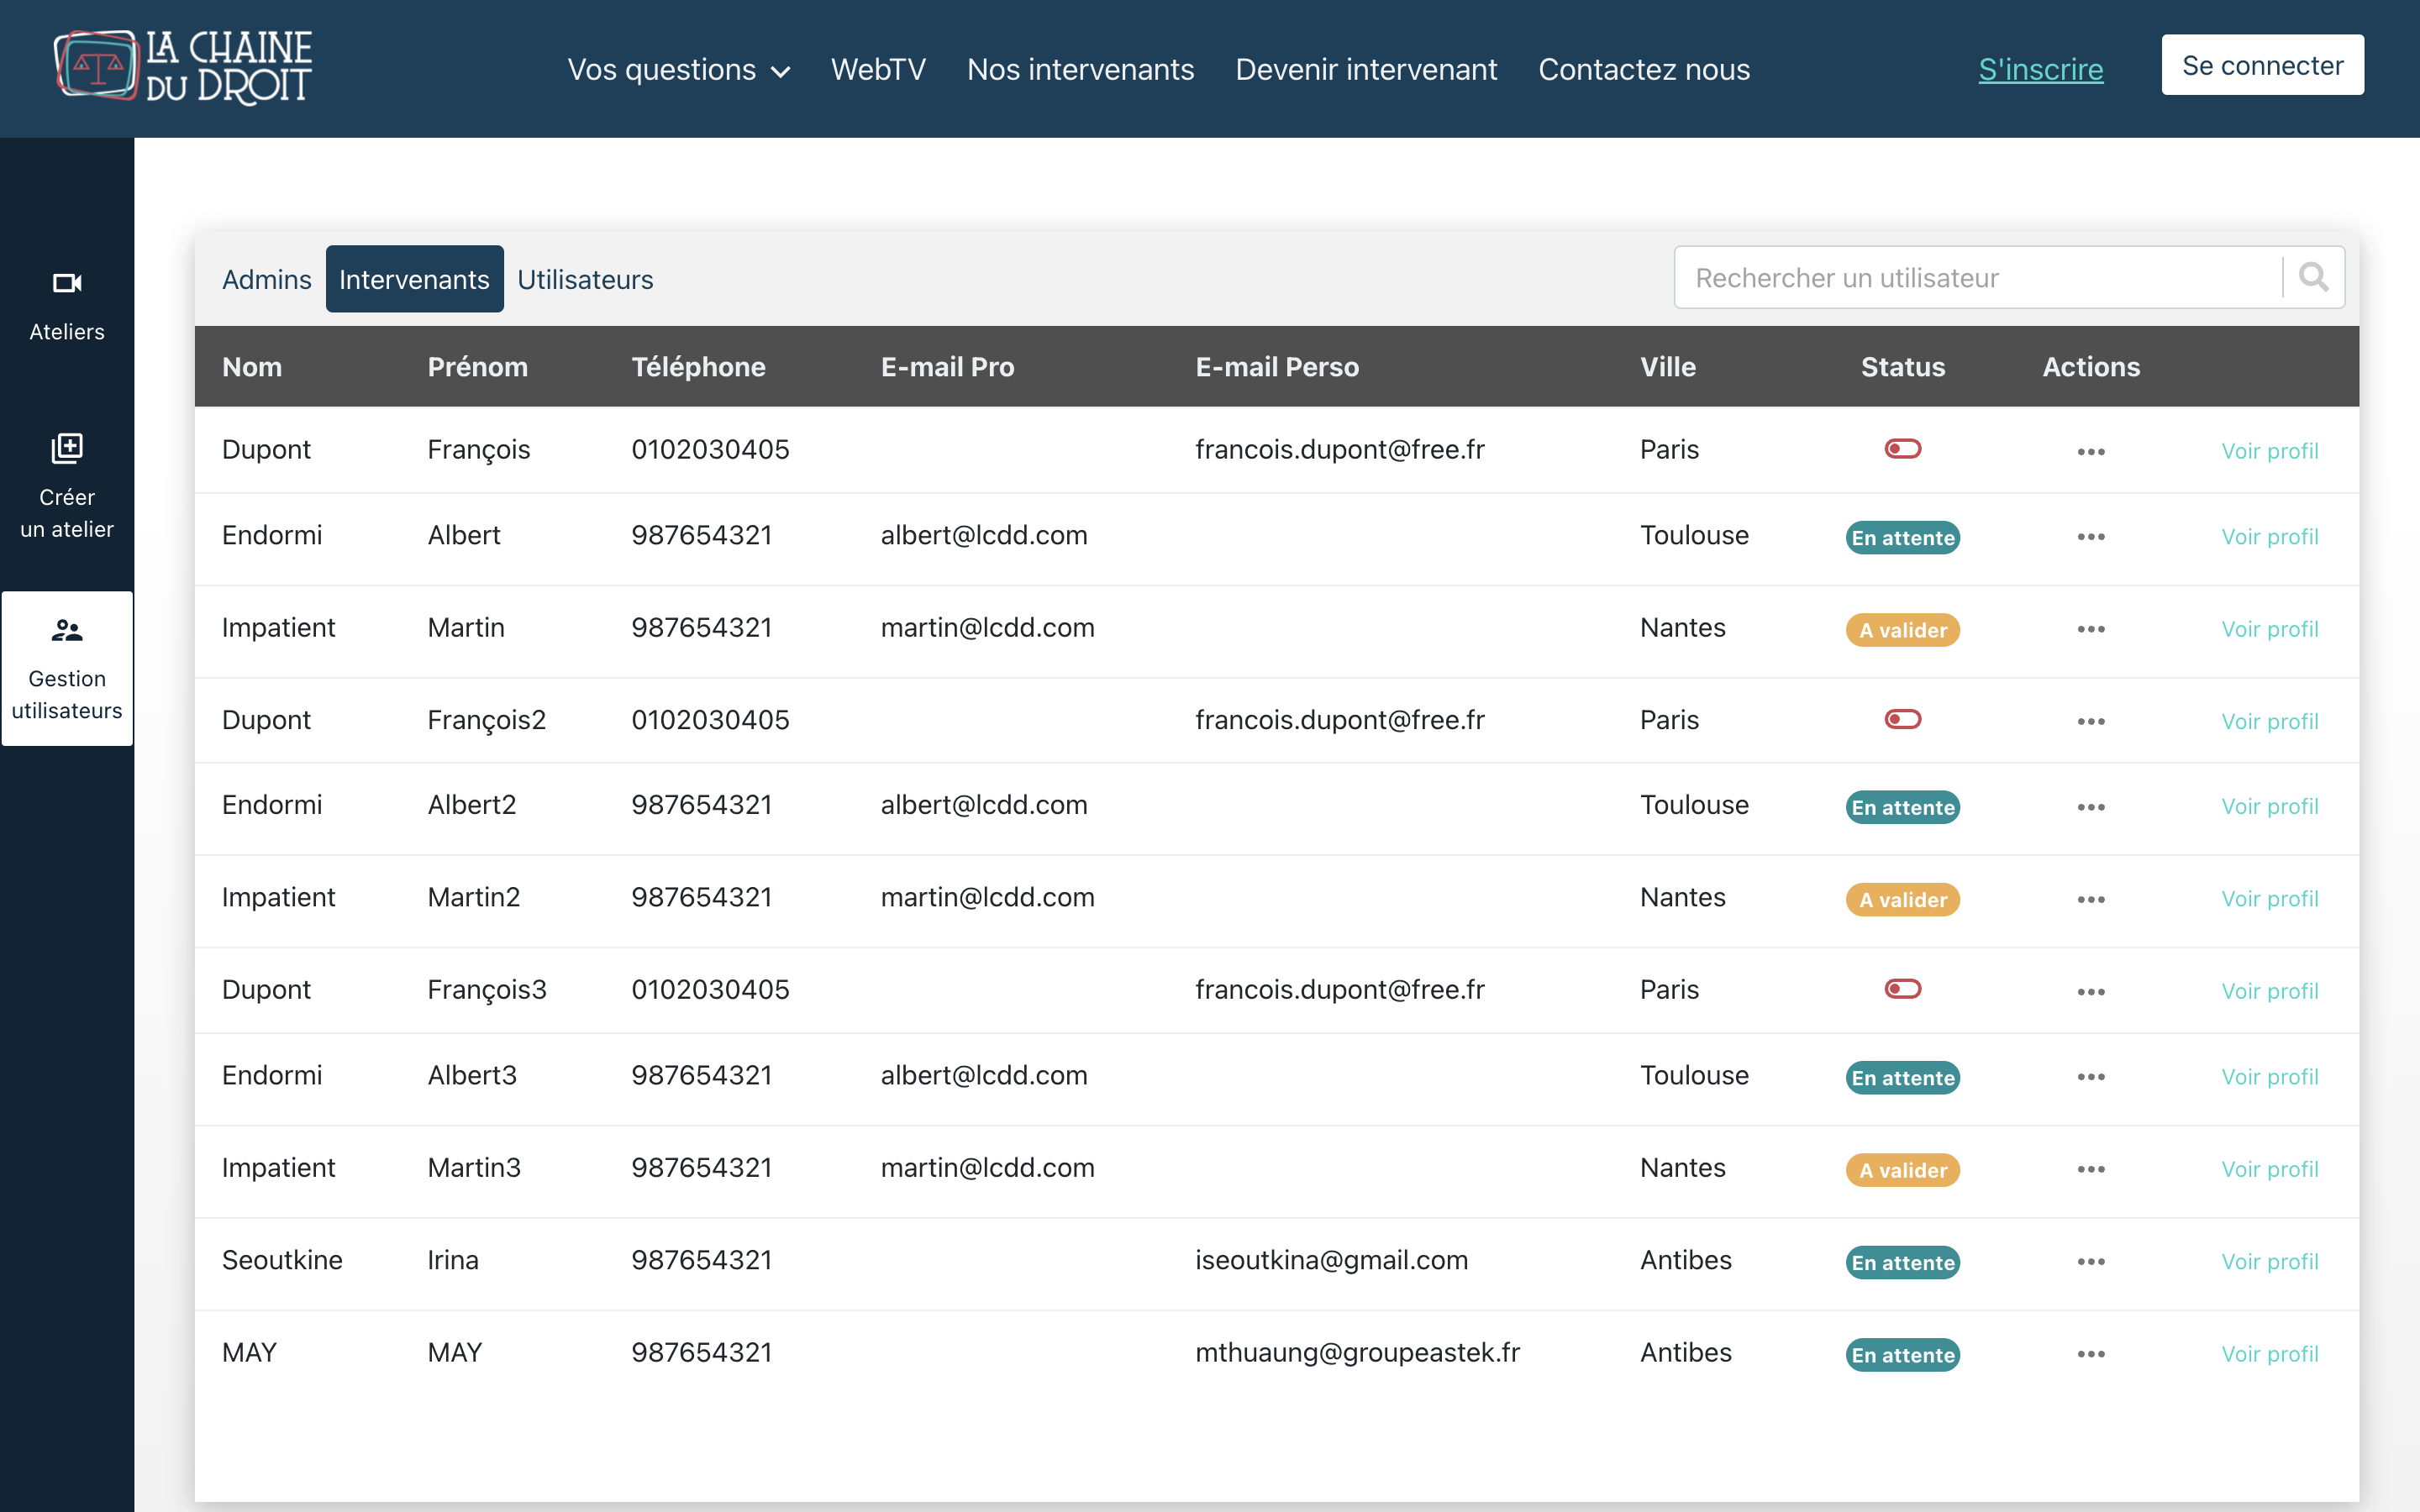 LA CHAINE
DU DROIT
Vos questions WebTV Nos intervenants Devenir intervenant Contactez nous S'inscrire Se connecter
Ateliers
Créer
un atelier
Gestion
utilisateurs
Admins Intervenants Utilisateurs Rechercher un utilisateur
Nom Prénom Téléphone E-mail Pro E-mail Perso Ville Status Actions
Dupont François 0102030405 francois.dupont@free.fr Paris Voir profil
Endormi Albert 987654321 albert@lcdd.com Toulouse En attente Voir profil
Impatient Martin 987654321 martin@lcdd.com Nantes A valider Voir profil
Dupont François2 0102030405 francois.dupont@free.fr Paris Voir profil
Endormi Albert2 987654321 albert@lcdd.com Toulouse En attente Voir profil
Impatient Martin2 987654321 martin@lcdd.com Nantes A valider Voir profil
Dupont François3 0102030405 francois.dupont@free.fr Paris Voir profil
Endormi Albert3 987654321 albert@lcdd.com Toulouse En attente Voir profil
Impatient Martin3 987654321 martin@lcdd.com Nantes A valider Voir profil
Seoutkine Irina 987654321 iseoutkina@gmail.com Antibes En attente Voir profil
MAY MAY 987654321 mthuaung@groupeastek.fr Antibes En attente Voir profil